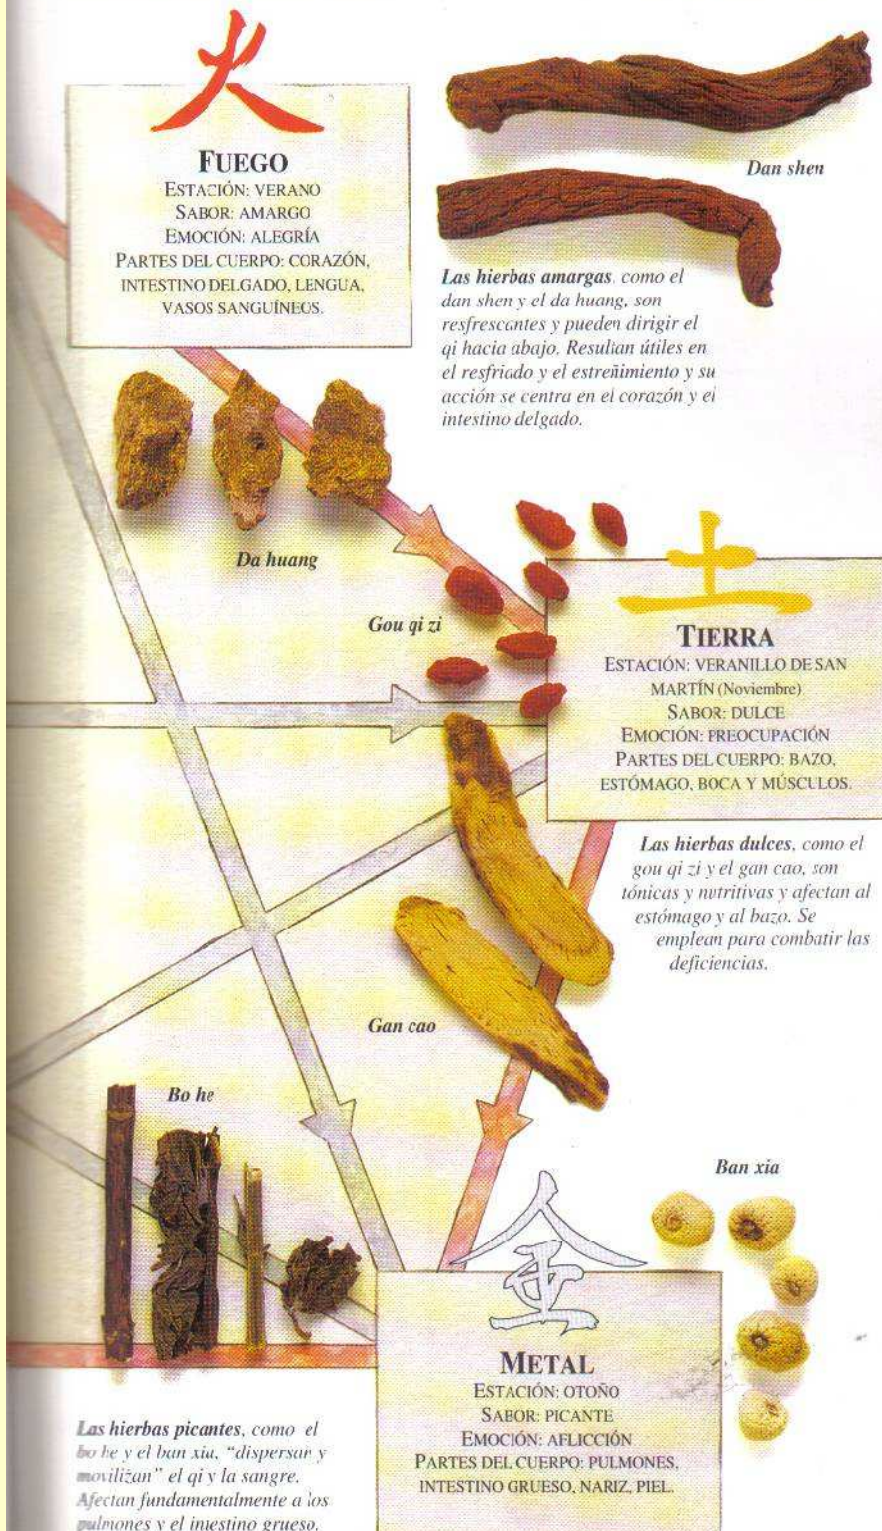 火
FUEGO
ESTACIÓN: VERANO
SABOR: AMARGO
EMOCIÓN: ALEGRÍA
PARTES DEL CUERPO: CORAZÓN,
INTESTINO DELGADO, LENGUA,
VASOS SANGUÍNEOS.
Dan shen
Las hierbas amargas, como el
dan shen y el da huang, son
resfrescantes y pueden dirigir el
qi hacia abajo. Resultan útiles en
el resfriado y el estreñimiento y su
acción se centra en el corazón y el
intestino delgado.
Da huang
Gou qi zi
土
TIERRA
ESTACIÓN: VERANILLO DE SAN
MARTÍN (Noviembre)
SABOR: DULCE
EMOCIÓN: PREOCUPACIÓN
PARTES DEL CUERPO: BAZO,
ESTÓMAGO, BOCA Y MÚSCULOS.
Las hierbas dulces, como el
gou qi zi y el gan cao, son
tónicas y nutritivas y afectan al
estómago y al bazo. Se
emplean para combatir las
deficiencias.
Gan cao
Bo he
Ban xia
金
METAL
ESTACIÓN: OTOÑO
SABOR: PICANTE
EMOCIÓN: AFLICCIÓN
PARTES DEL CUERPO: PULMONES,
INTESTINO GRUESO, NARIZ, PIEL.
Las hierbas picantes, como el
bo he y el ban xia, "dispersan y
movilizan" el qi y la sangre.
Afectan fundamentalmente a los
pulmones y el intestino grueso.